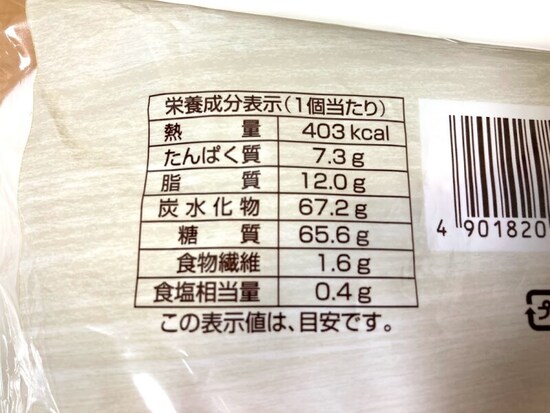 栄養成分表示(1個当たり)
熱量 403kcal
たんぱく質 7.3g
脂質 12.0g
炭水化物 67.2g
糖質 65.6g
食物繊維 1.6g
食塩相当量 0.4g
この表示値は、目安です。
4 901820